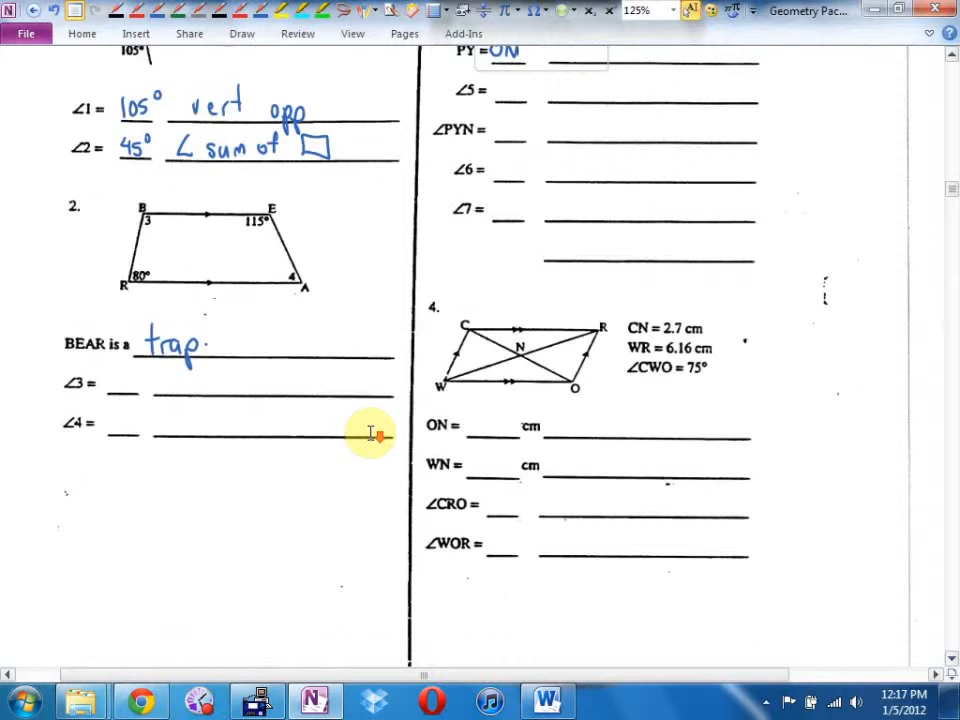 125%
Geometry Pac...
File Home Insert Share Draw Review Pages Add-Ins
105°
∠1 = 105° vert opp
∠2 = 45° ∠ sum of
2.
B E
3 115°
80° 4
R A
BEAR is a trap.
∠3 =
∠4 =
PY = ON
∠5 =
∠PYN =
∠6 =
∠7 =
4.
C R
N
W O
CN = 2.7 cm
WR = 6.16 cm
∠CWO = 75°
ON = cm
WN = cm
∠CRO =
∠WOR =
12:17 PM
1/5/2012